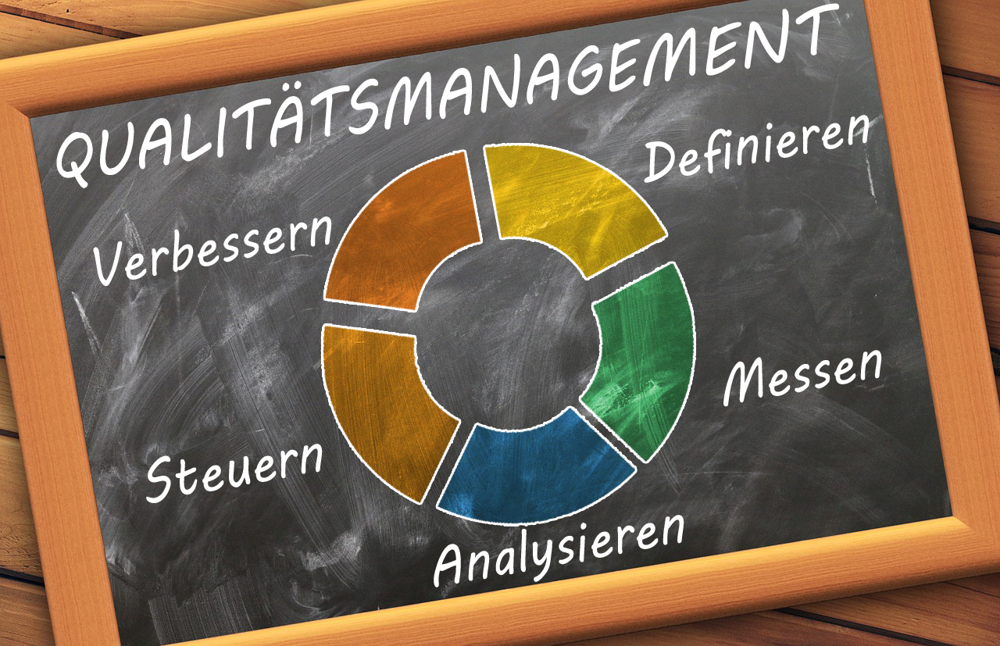 QUALITÄTSMANAGEMENT
Definieren
Messen
Analysieren
Steuern
Verbessern